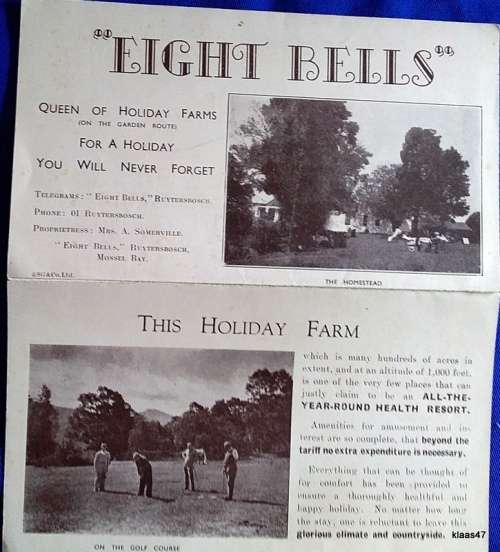 "EIGHT BELLS"
QUEEN OF HOLIDAY FARMS
(ON THE GARDEN ROUTE)
FOR A HOLIDAY
YOU WILL NEVER FORGET
TELEGRAMS: "EIGHT BELLS," RUYTERSBOSCH.
PHONE: 01 RUYTERSBOSCH.
PROPRIETRESS: MRS. A. SOMERVILLE.
"EIGHT BELLS," RUYTERSBOSCH,
MOSSEL BAY.
SG&Co.Ltd.
THE HOMESTEAD
THIS HOLIDAY FARM
which is many hundreds of acres in
extent, and at an altitude of 1,000 feet,
is one of the very few places that can
justly claim to be an ALL-THE-
YEAR-ROUND HEALTH RESORT.
Amenities for amusement and in-
terest are so complete, that beyond the
tariff no extra expenditure is necessary.
Everything that can be thought of
for comfort has been provided to
ensure a thoroughly healthful and
happy holiday. No matter how long
the stay, one is reluctant to leave this
glorious climate and countryside.
ON THE GOLF COURSE
klaas47